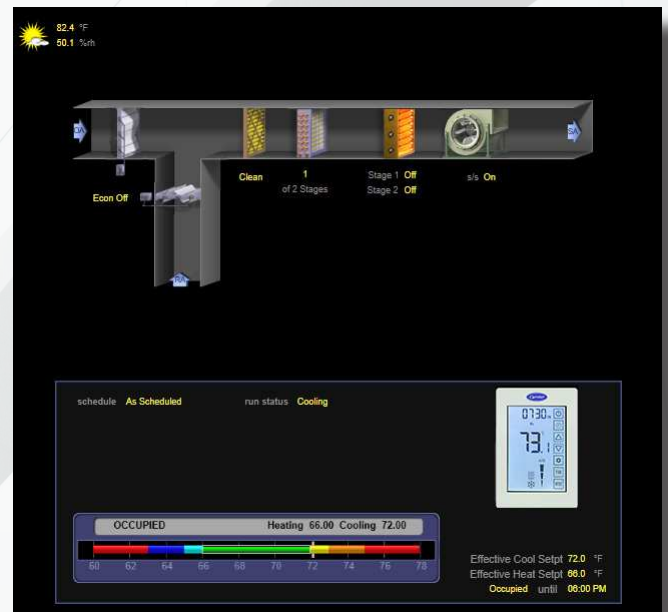 82.4 °F
50.1 %rh
OA
SA
Clean
1
of 2 Stages
Stage 1 Off
Stage 2 Off
s/s On
Econ Off
RA
schedule As Scheduled
run status Cooling
Carrier
0730
73.1
OCCUPIED Heating 66.00 Cooling 72.00
60 62 64 66 68 70 72 74 76 78
Effective Cool Setpt 72.0 °F
Effective Heat Setpt 66.0 °F
Occupied until 06:00 PM